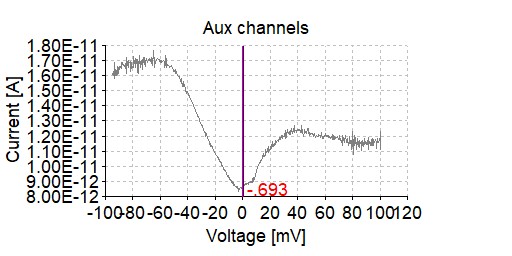 Aux channels
1.80E-11
1.70E-11
1.60E-11
1.50E-11
1.40E-11
1.30E-11
1.20E-11
1.10E-11
1.00E-11
9.00E-12
8.00E-12
Current [A]
-.693
-100 -80 -60 -40 -20 0 20 40 60 80 100 120
Voltage [mV]